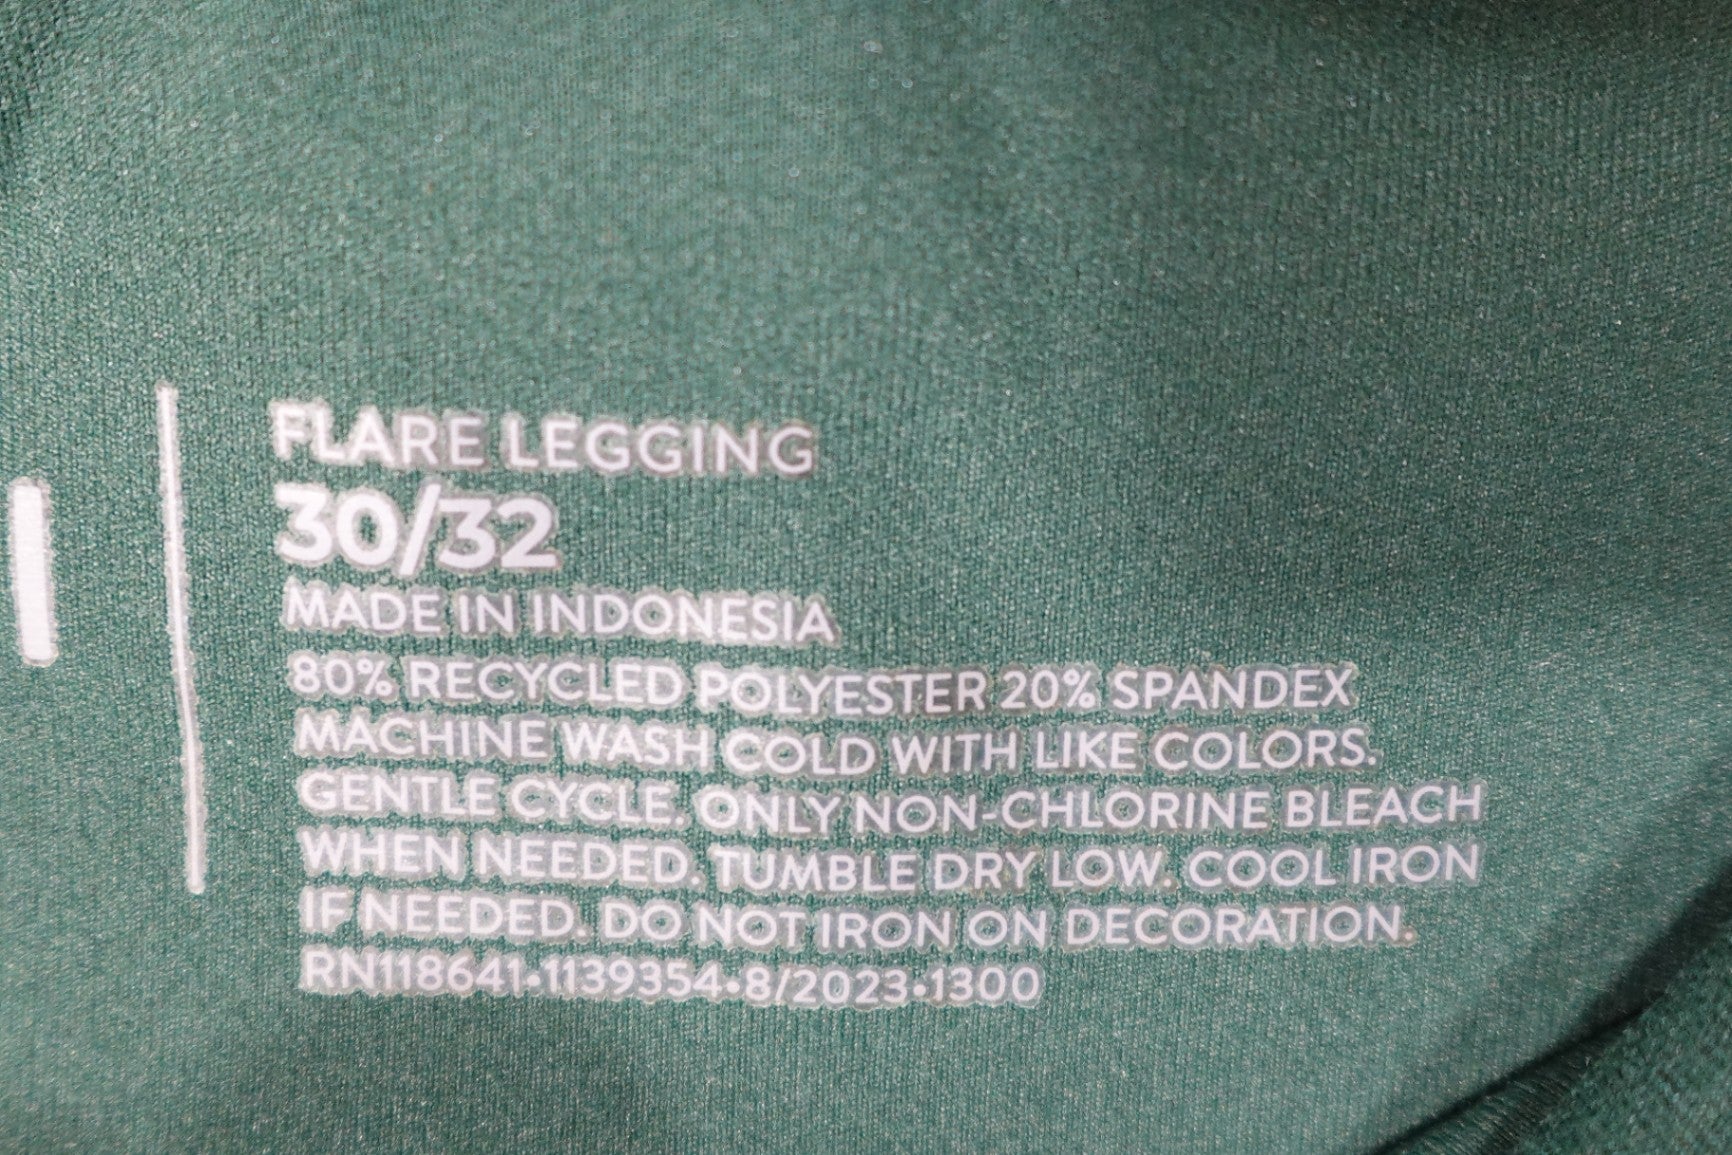 FLARE LEGGING
30/32
MADE IN INDONESIA
80% RECYCLED POLYESTER 20% SPANDEX
MACHINE WASH COLD WITH LIKE COLORS.
GENTLE CYCLE. ONLY NON-CHLORINE BLEACH
WHEN NEEDED. TUMBLE DRY LOW. COOL IRON
IF NEEDED. DO NOT IRON ON DECORATION.
RN118641•1139354•8/2023•1300